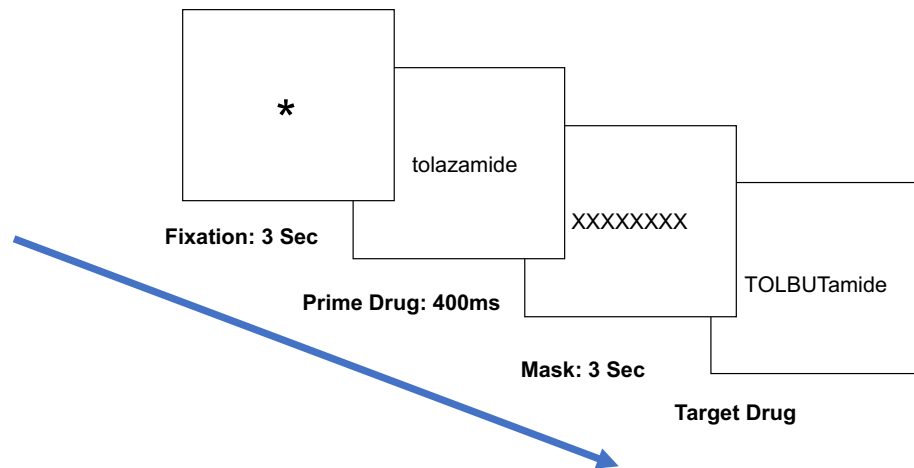 *
tolazamide
XXXXXXXX
Fixation: 3 Sec
TOLBUTamide
Prime Drug: 400ms
Mask: 3 Sec
Target Drug